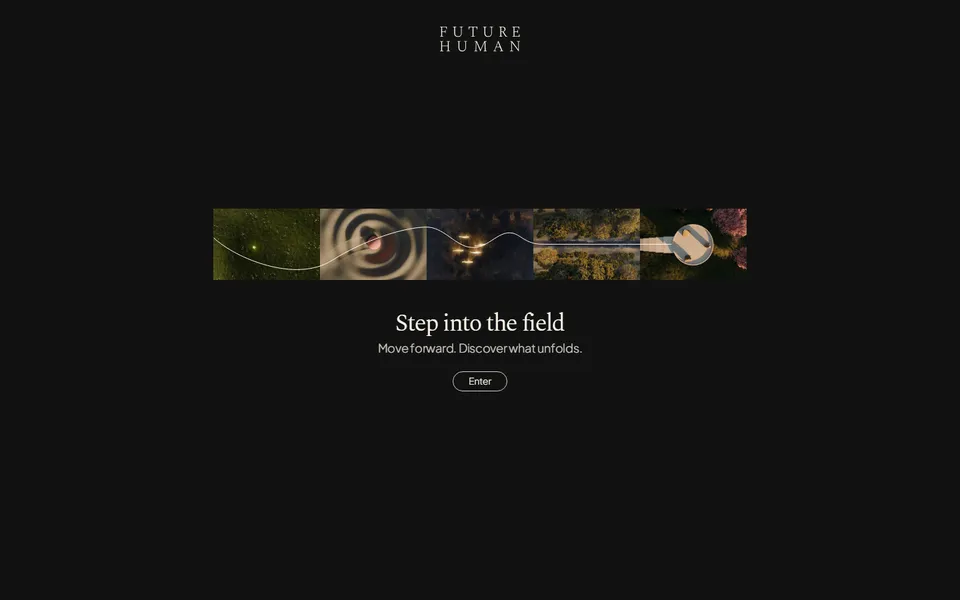 FUTURE
HUMAN
Step into the field
Move forward. Discover what unfolds.
Enter